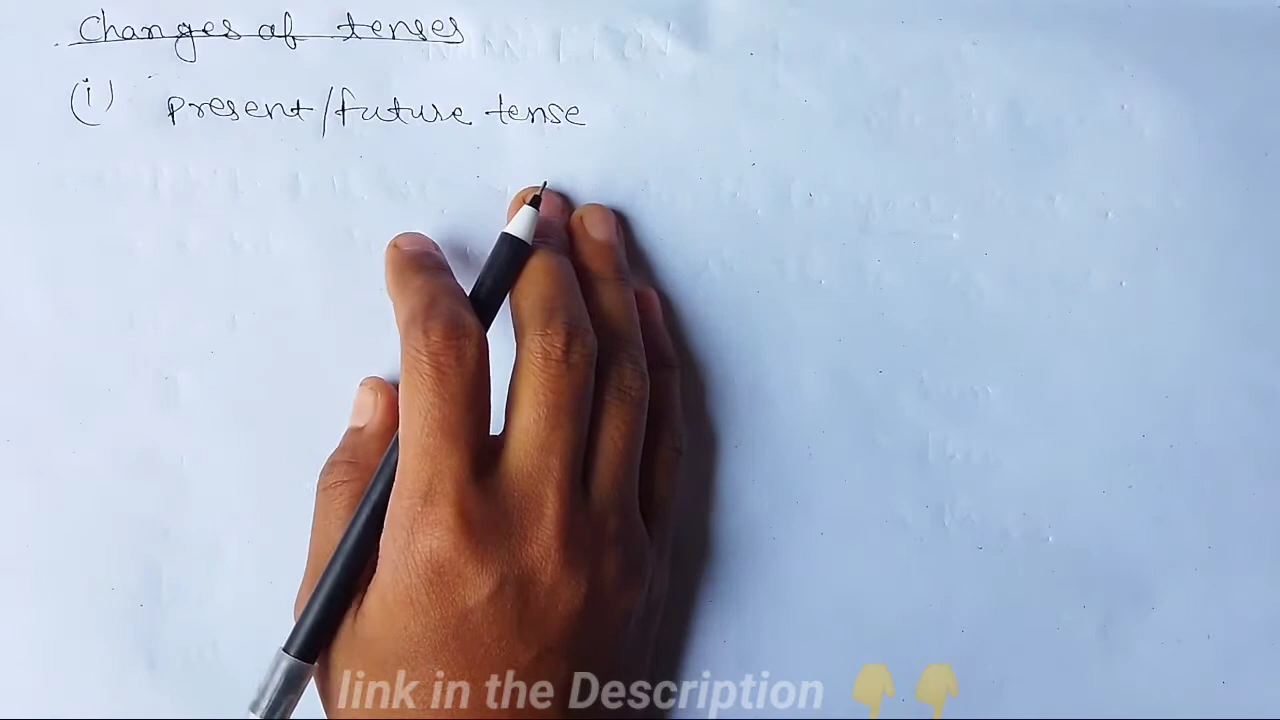 Changes of tenses
(i) Present/future tense
link in the Description 👇👇